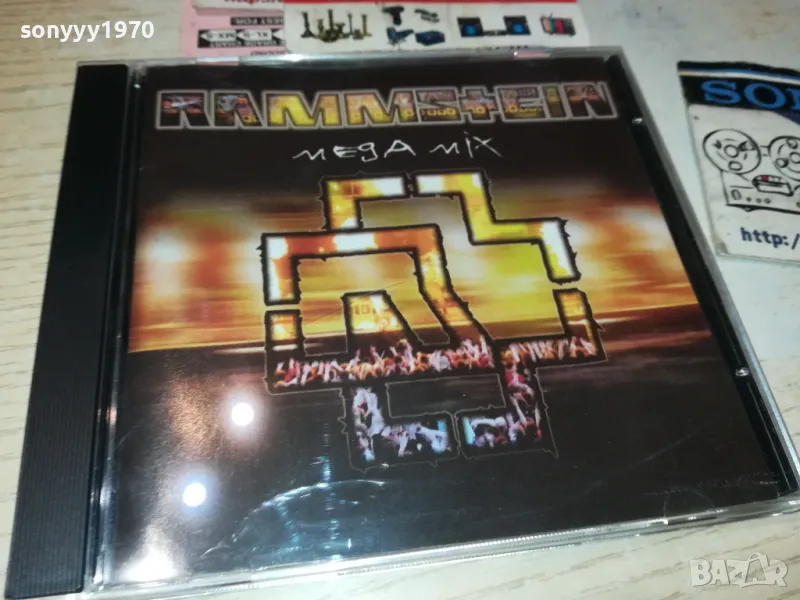 sonyyy1970
RAMMSTEIN
MEGA MIX
SO
http:/
BAZAR